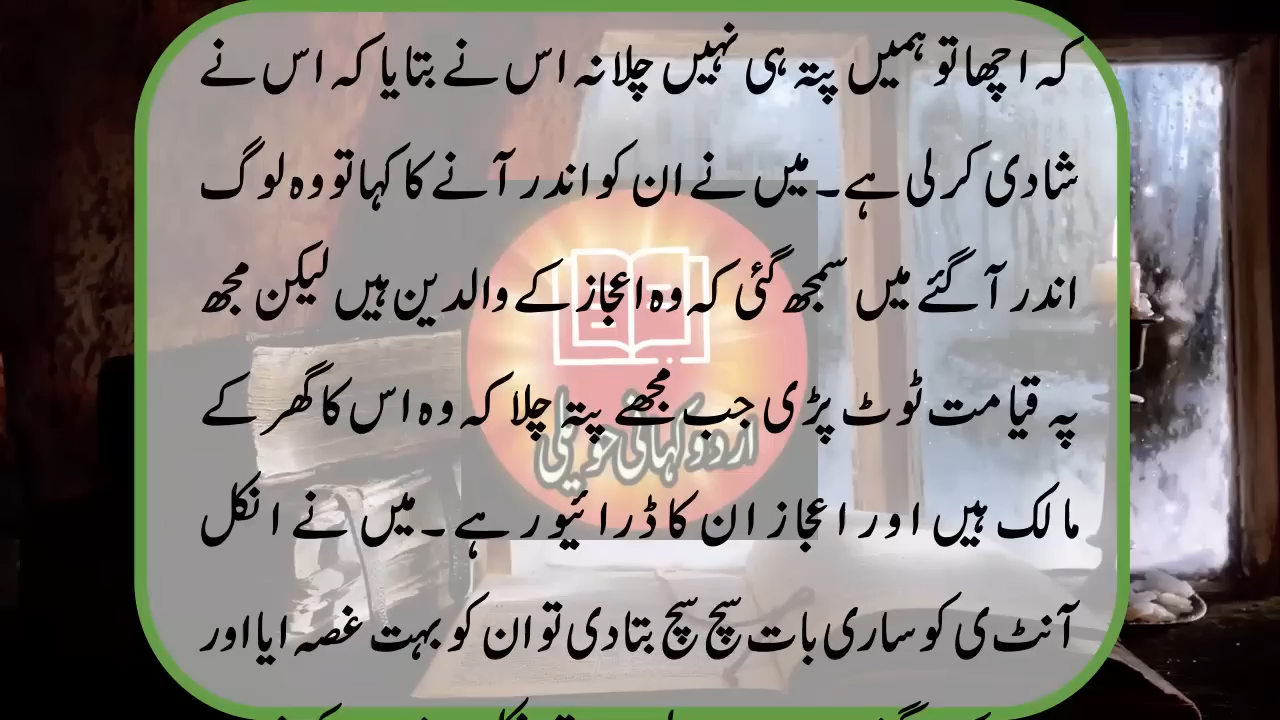 کہ اچھا تو ہمیں پتہ ہی نہیں چلا نہ اس نے بتایا کہ اس نے
شادی کر لی ہے۔ میں نے ان کو اندر آنے کا کہا تو وہ لوگ
اندر آ گئے میں سمجھ گئی کہ وہ اعجاز کے والدین ہیں لیکن مجھ
پہ قیامت ٹوٹ پڑی جب مجھے پتہ چلا کہ وہ اس کا گھر کے
مالک ہیں اور اعجاز ان کا ڈرائیور ہے۔ میں نے انکل
آنٹ ی کو ساری بات سچ سچ بتا دی تو ان کو بہت غصہ ایا اور
اردو کہانی حویلی